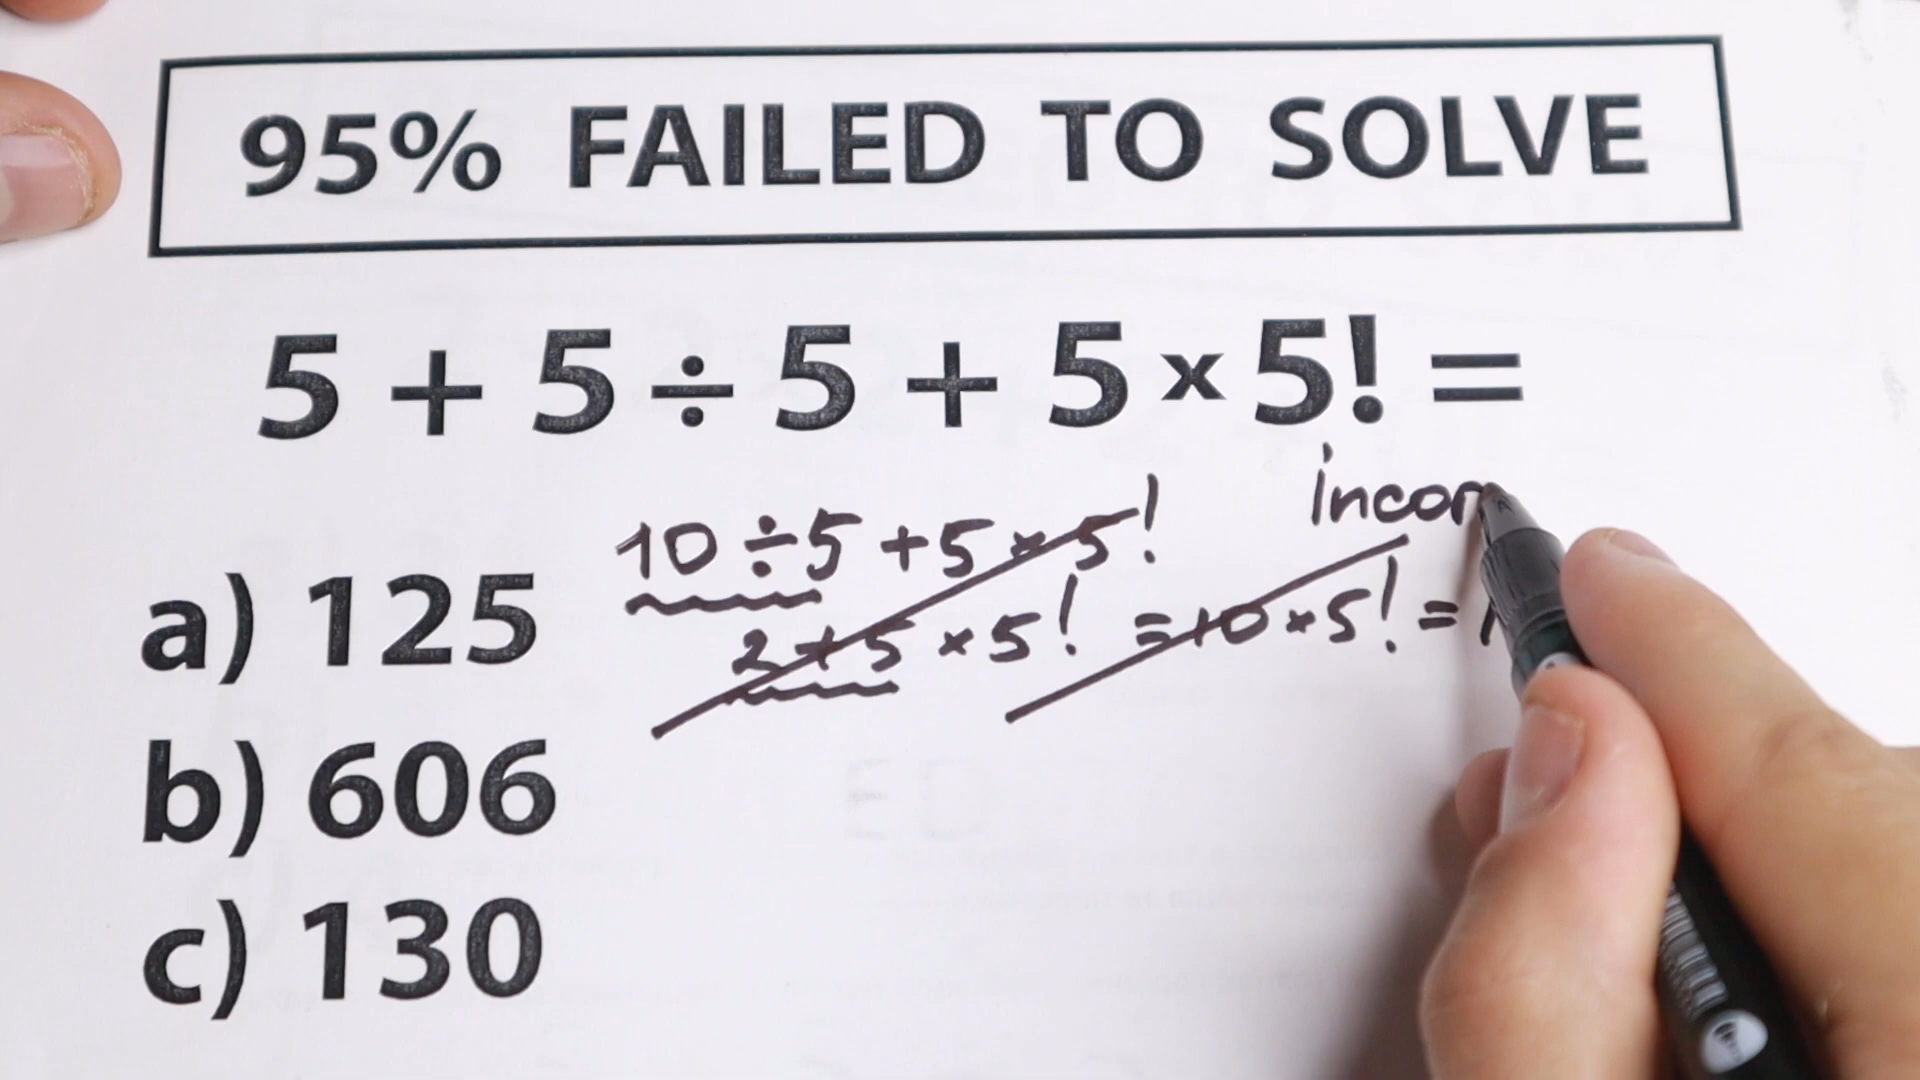 95% FAILED TO SOLVE
5 + 5 ÷ 5 + 5 × 5! =
incor
10 ÷ 5 + 5 × 5!
a) 125
2 + 5 × 5! = 10 × 5! = 1
b) 606
c) 130